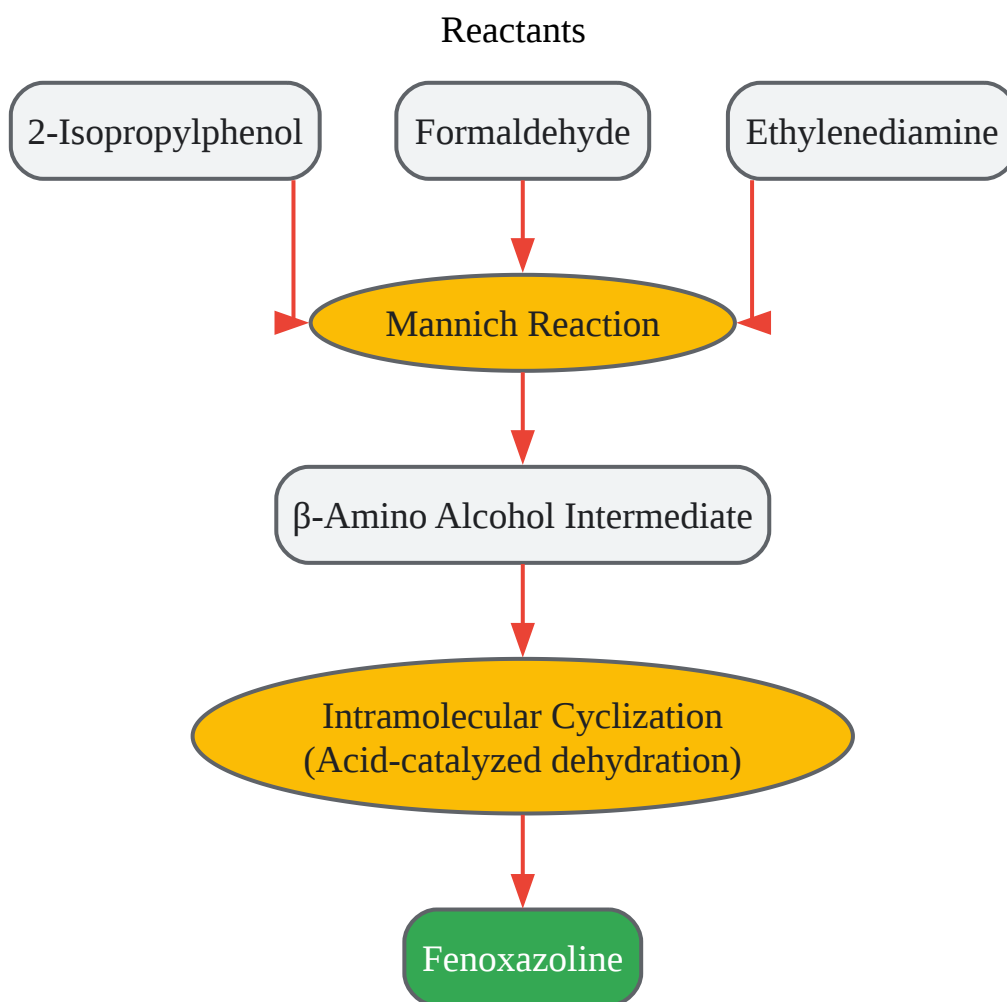 Reactants
2-Isopropylphenol
Formaldehyde
Ethylenediamine
Mannich Reaction
β-Amino Alcohol Intermediate
Intramolecular Cyclization
(Acid-catalyzed dehydration)
Fenoxazoline